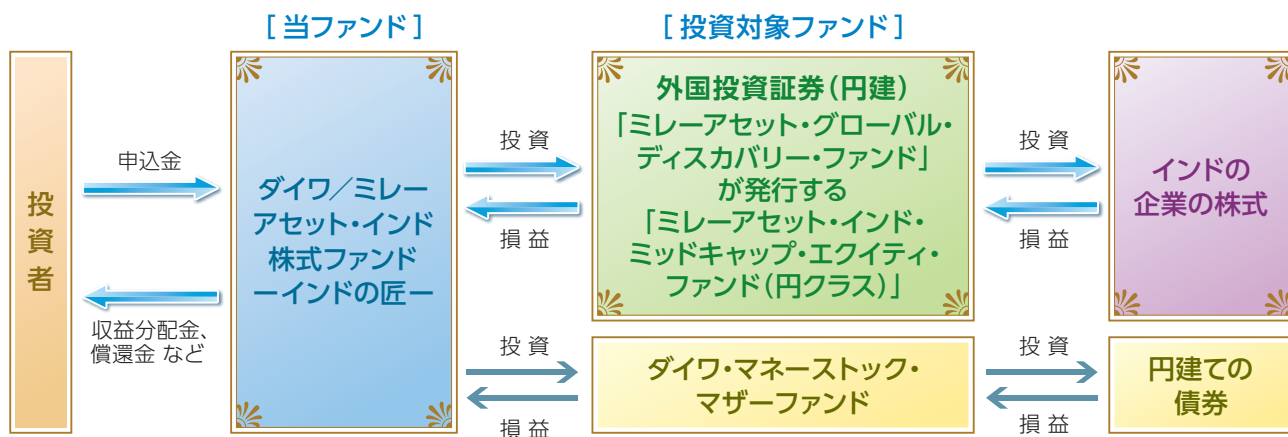 [ 当ファンド ]
[ 投資対象ファンド ]
投資者
申込金
収益分配金、
償還金 など
ダイワ／ミレー
アセット・インド
株式ファンド
－インドの匠－
投 資
損 益
外国投資証券（円建）
「ミレーアセット・グローバル・
ディスカバリー・ファンド」
が発行する
「ミレーアセット・インド・
ミッドキャップ・エクイティ・
ファンド（円クラス）」
投 資
損 益
インドの
企業の株式
投 資
損 益
ダイワ・マネーストック・
マザーファンド
投 資
損 益
円建ての
債券